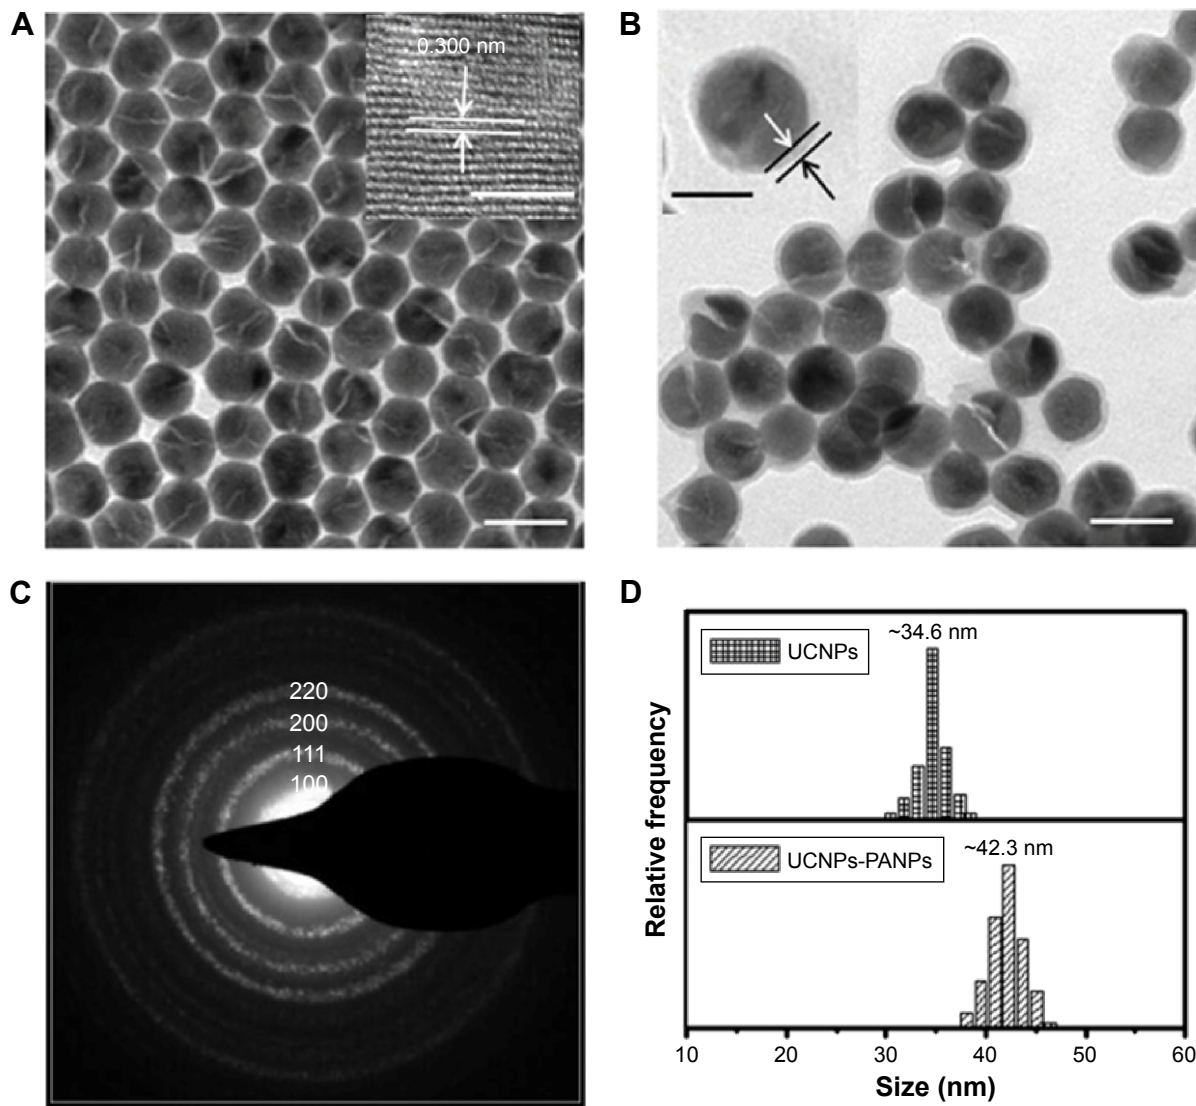 A
0.300 nm
B
C
220
200
111
100
D
~34.6 nm
UCNPs
~42.3 nm
UCNPs-PANPs
Relative frequency
10 20 30 40 50 60
Size (nm)